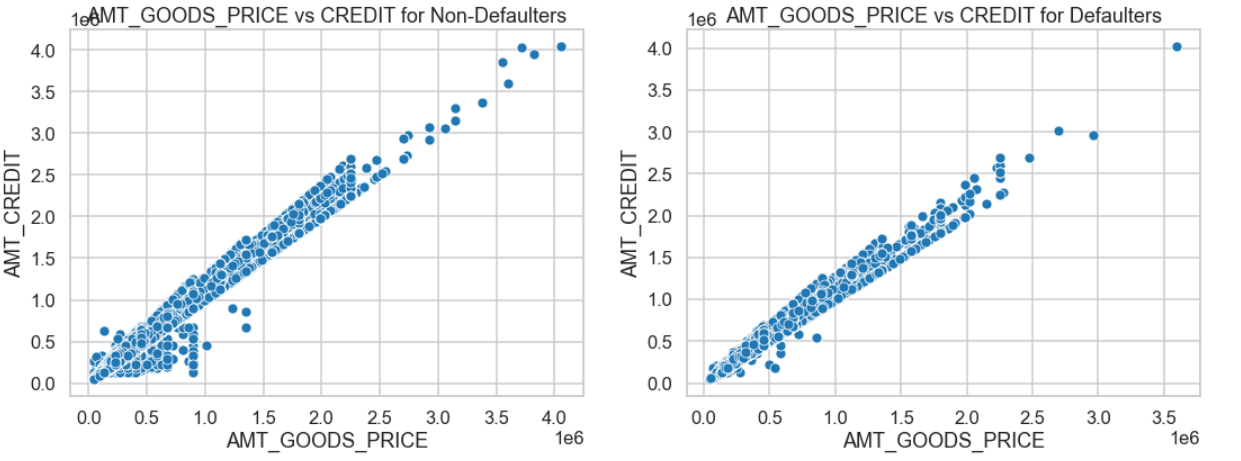 AMT_GOODS_PRICE vs CREDIT for Non-Defaulters
1e6
4.0
3.5
3.0
2.5
2.0
1.5
1.0
0.5
0.0
AMT_CREDIT
0.0 0.5 1.0 1.5 2.0 2.5 3.0 3.5 4.0
AMT_GOODS_PRICE
1e6
AMT_GOODS_PRICE vs CREDIT for Defaulters
1e6
4.0
3.5
3.0
2.5
2.0
1.5
1.0
0.5
0.0
AMT_CREDIT
0.0 0.5 1.0 1.5 2.0 2.5 3.0 3.5
AMT_GOODS_PRICE
1e6